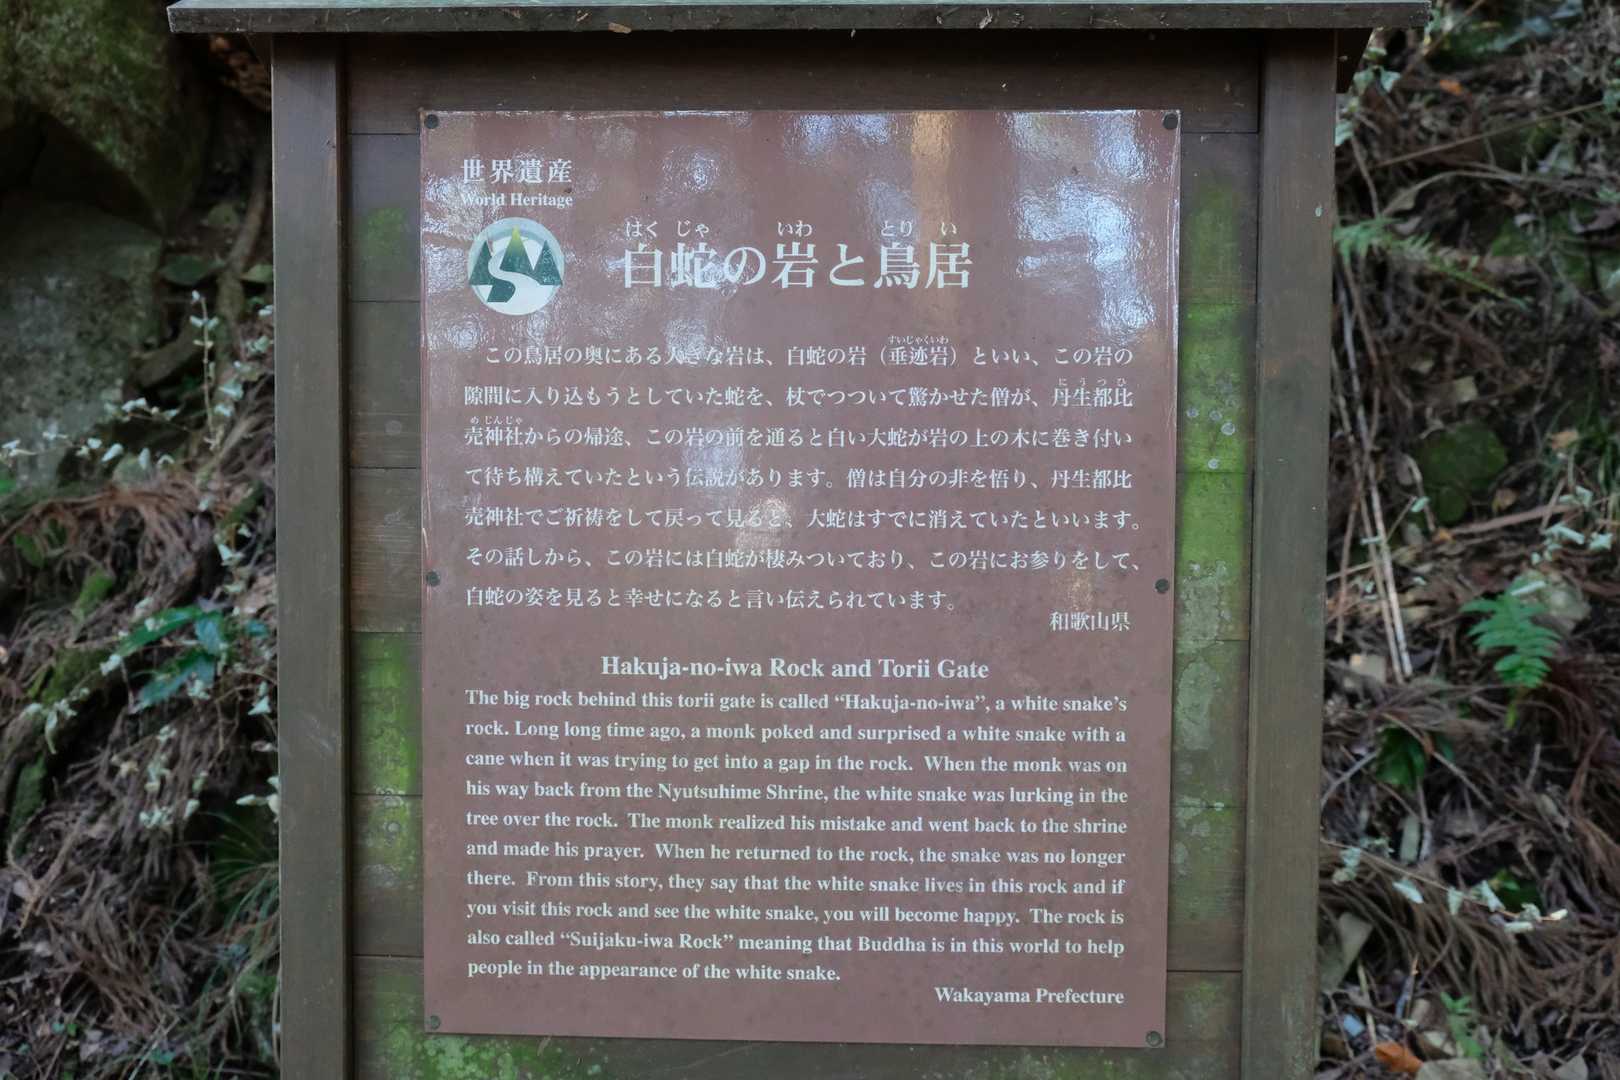 世界遺産
World Heritage
はくじゃ いわ とりい
白蛇の岩と鳥居
すいじゃくいわ
この鳥居の奥にある大きな岩は、白蛇の岩（垂迹岩）といい、この岩の
にうつひ
隙間に入り込もうとしていた蛇を、杖でつついて驚かせた僧が、丹生都比
めじんじゃ
売神社からの帰途、この岩の前を通ると白い大蛇が岩の上の木に巻き付い
て待ち構えていたという伝説があります。僧は自分の非を悟り、丹生都比
売神社でご祈祷をして戻って見ると、大蛇はすでに消えていたといいます。
その話しから、この岩には白蛇が棲みついており、この岩にお参りをして、
白蛇の姿を見ると幸せになると言い伝えられています。
和歌山県
Hakuja-no-iwa Rock and Torii Gate
The big rock behind this torii gate is called “Hakuja-no-iwa”, a white snake’s
rock. Long long time ago, a monk poked and surprised a white snake with a
cane when it was trying to get into a gap in the rock. When the monk was on
his way back from the Nyutsuhime Shrine, the white snake was lurking in the
tree over the rock. The monk realized his mistake and went back to the shrine
and made his prayer. When he returned to the rock, the snake was no longer
there. From this story, they say that the white snake lives in this rock and if
you visit this rock and see the white snake, you will become happy. The rock is
also called “Suijaku-iwa Rock” meaning that Buddha is in this world to help
people in the appearance of the white snake.
Wakayama Prefecture